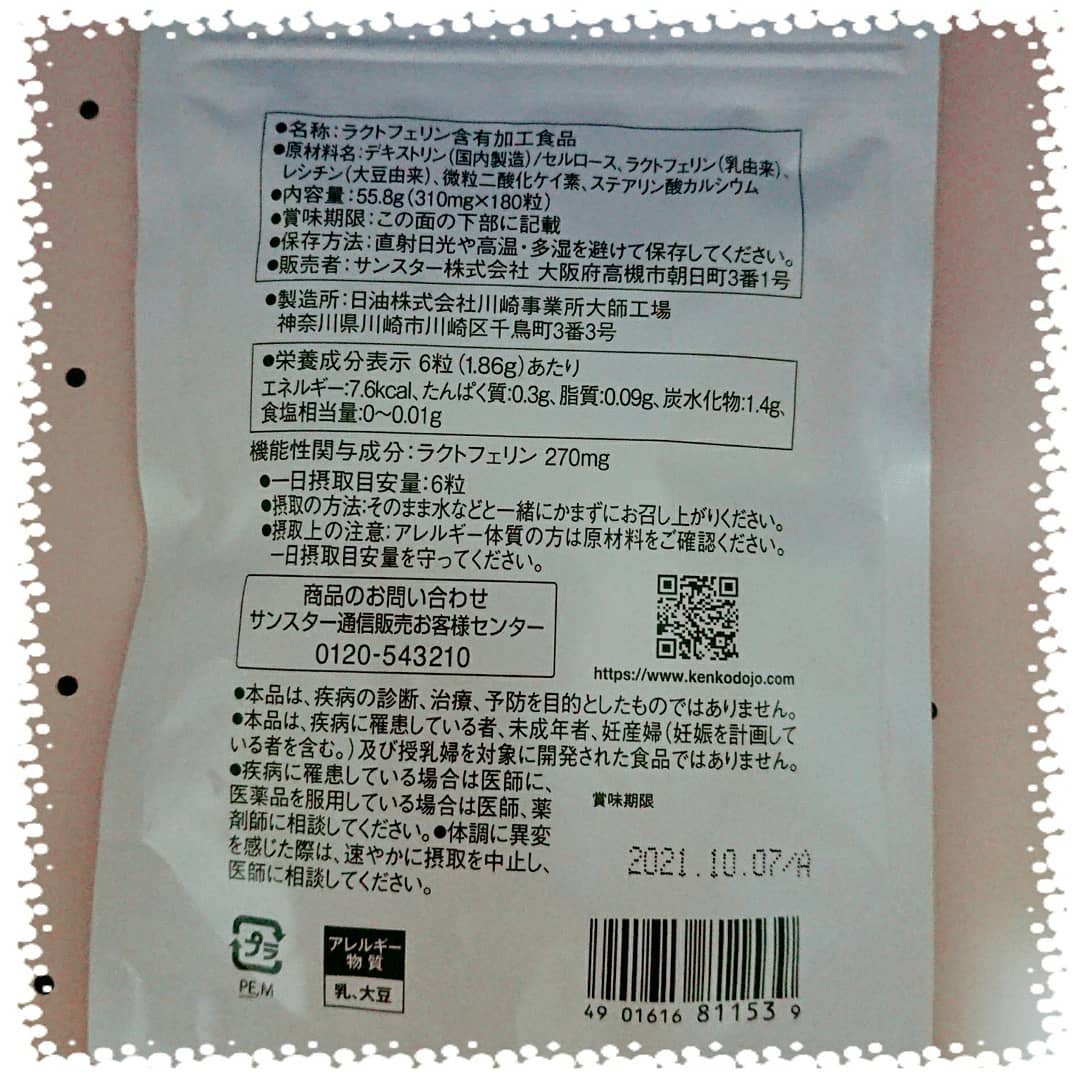 ●名称:ラクトフェリン含有加工食品
●原材料名:デキストリン(国内製造)/セルロース、ラクトフェリン(乳由来)、
レシチン(大豆由来)、微粒二酸化ケイ素、ステアリン酸カルシウム
●内容量:55.8g(310mg×180粒)
●賞味期限:この面の下部に記載
●保存方法:直射日光や高温・多湿を避けて保存してください。
●販売者:サンスター株式会社 大阪府高槻市朝日町3番1号
●製造所:日油株式会社川崎事業所大師工場
神奈川県川崎市川崎区千鳥町3番3号
●栄養成分表示 6粒(1.86g)あたり
エネルギー:7.6kcal、たんぱく質:0.3g、脂質:0.09g、炭水化物:1.4g、
食塩相当量:0〜0.01g
機能性関与成分:ラクトフェリン 270mg
●一日摂取目安量:6粒
●摂取の方法:そのまま水などと一緒にかまずにお召し上がりください。
●摂取上の注意:アレルギー体質の方は原材料をご確認ください。
一日摂取目安量を守ってください。
商品のお問い合わせ
サンスター通信販売お客様センター
0120-543210
https://www.kenkodojo.com
●本品は、疾病の診断、治療、予防を目的としたものではありません。
●本品は、疾病に罹患している者、未成年者、妊産婦(妊娠を計画して
いる者を含む。)及び授乳婦を対象に開発された食品ではありません。
●疾病に罹患している場合は医師に、
医薬品を服用している場合は医師、薬
剤師に相談してください。●体調に異変
を感じた際は、速やかに摂取を中止し、
医師に相談してください。
賞味期限
2021.10.07/A
プラ
PE,M
アレルギー
物質
乳、大豆
4901616811539